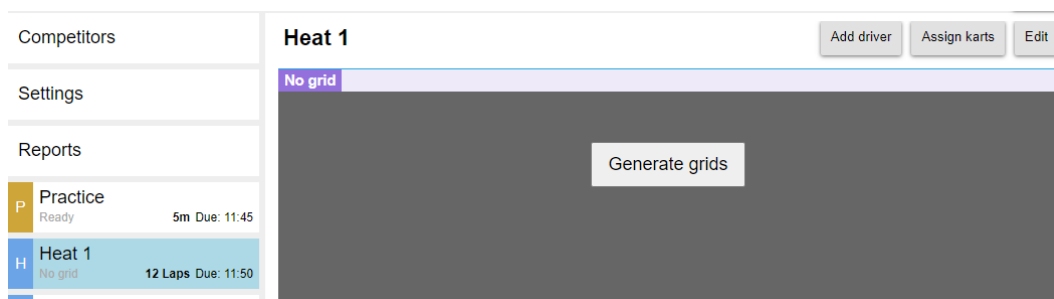 Competitors
Settings
Reports
P
Practice
Ready 5m Due: 11:45
H
Heat 1
No grid 12 Laps Due: 11:50
Heat 1
Add driver Assign karts Edit
No grid
Generate grids